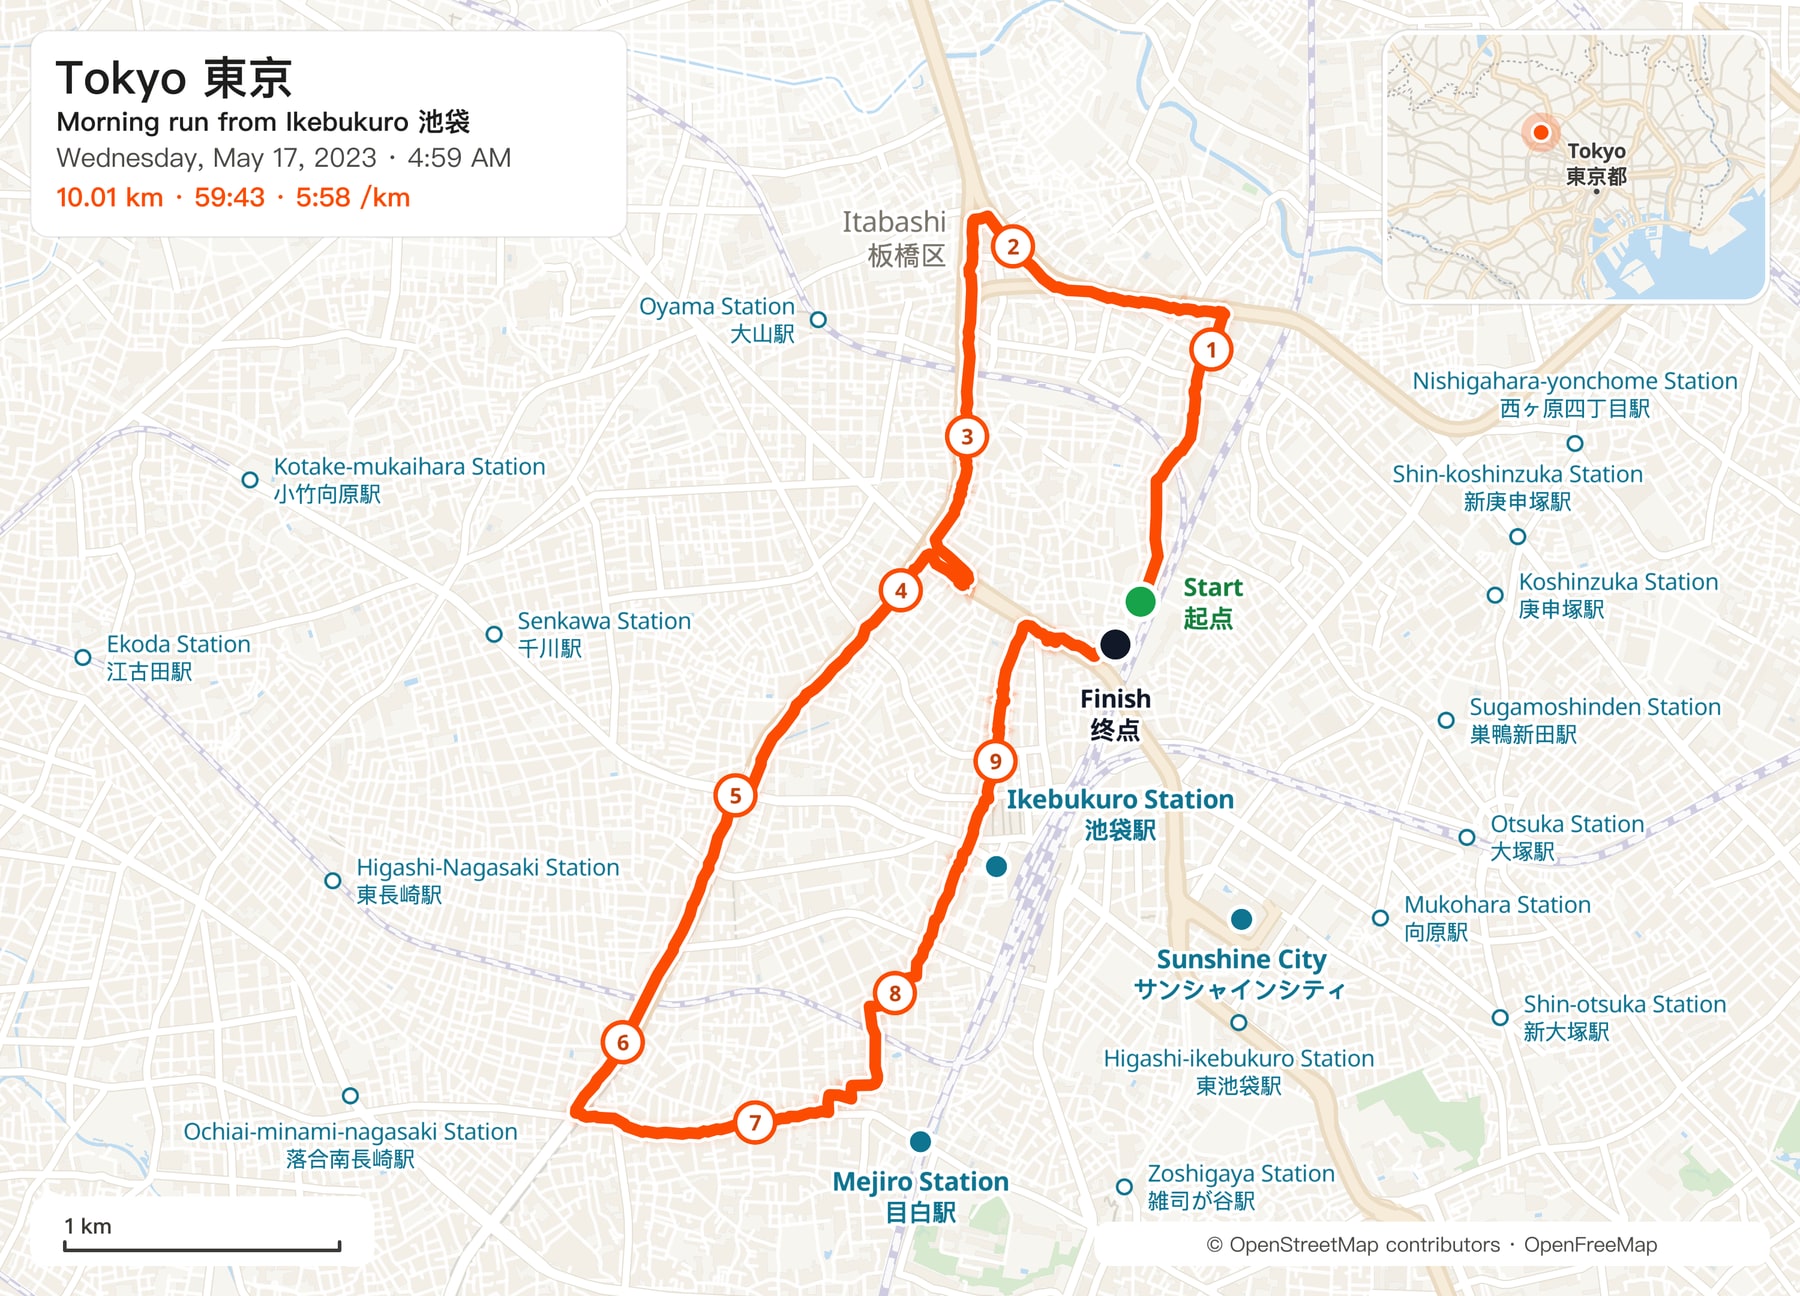 Tokyo 東京
Morning run from Ikebukuro 池袋
Wednesday, May 17, 2023 · 4:59 AM
10.01 km · 59:43 · 5:58 /km
Tokyo
東京都
Itabashi
板橋区
2
Oyama Station
大山駅
1
Nishigahara-yonchome Station
西ヶ原四丁目駅
3
Kotake-mukaihara Station
小竹向原駅
Shin-koshinzuka Station
新庚申塚駅
4
Start
起点
Koshinzuka Station
庚申塚駅
Senkawa Station
千川駅
Ekoda Station
江古田駅
Finish
终点
Sugamoshinden Station
巣鴨新田駅
9
5
Ikebukuro Station
池袋駅
Otsuka Station
大塚駅
Higashi-Nagasaki Station
東長崎駅
Mukohara Station
向原駅
Sunshine City
サンシャインシティ
8
Shin-otsuka Station
新大塚駅
6
Higashi-ikebukuro Station
東池袋駅
7
Ochiai-minami-nagasaki Station
落合南長崎駅
Mejiro Station
目白駅
Zoshigaya Station
雑司が谷駅
1 km
© OpenStreetMap contributors · OpenFreeMap